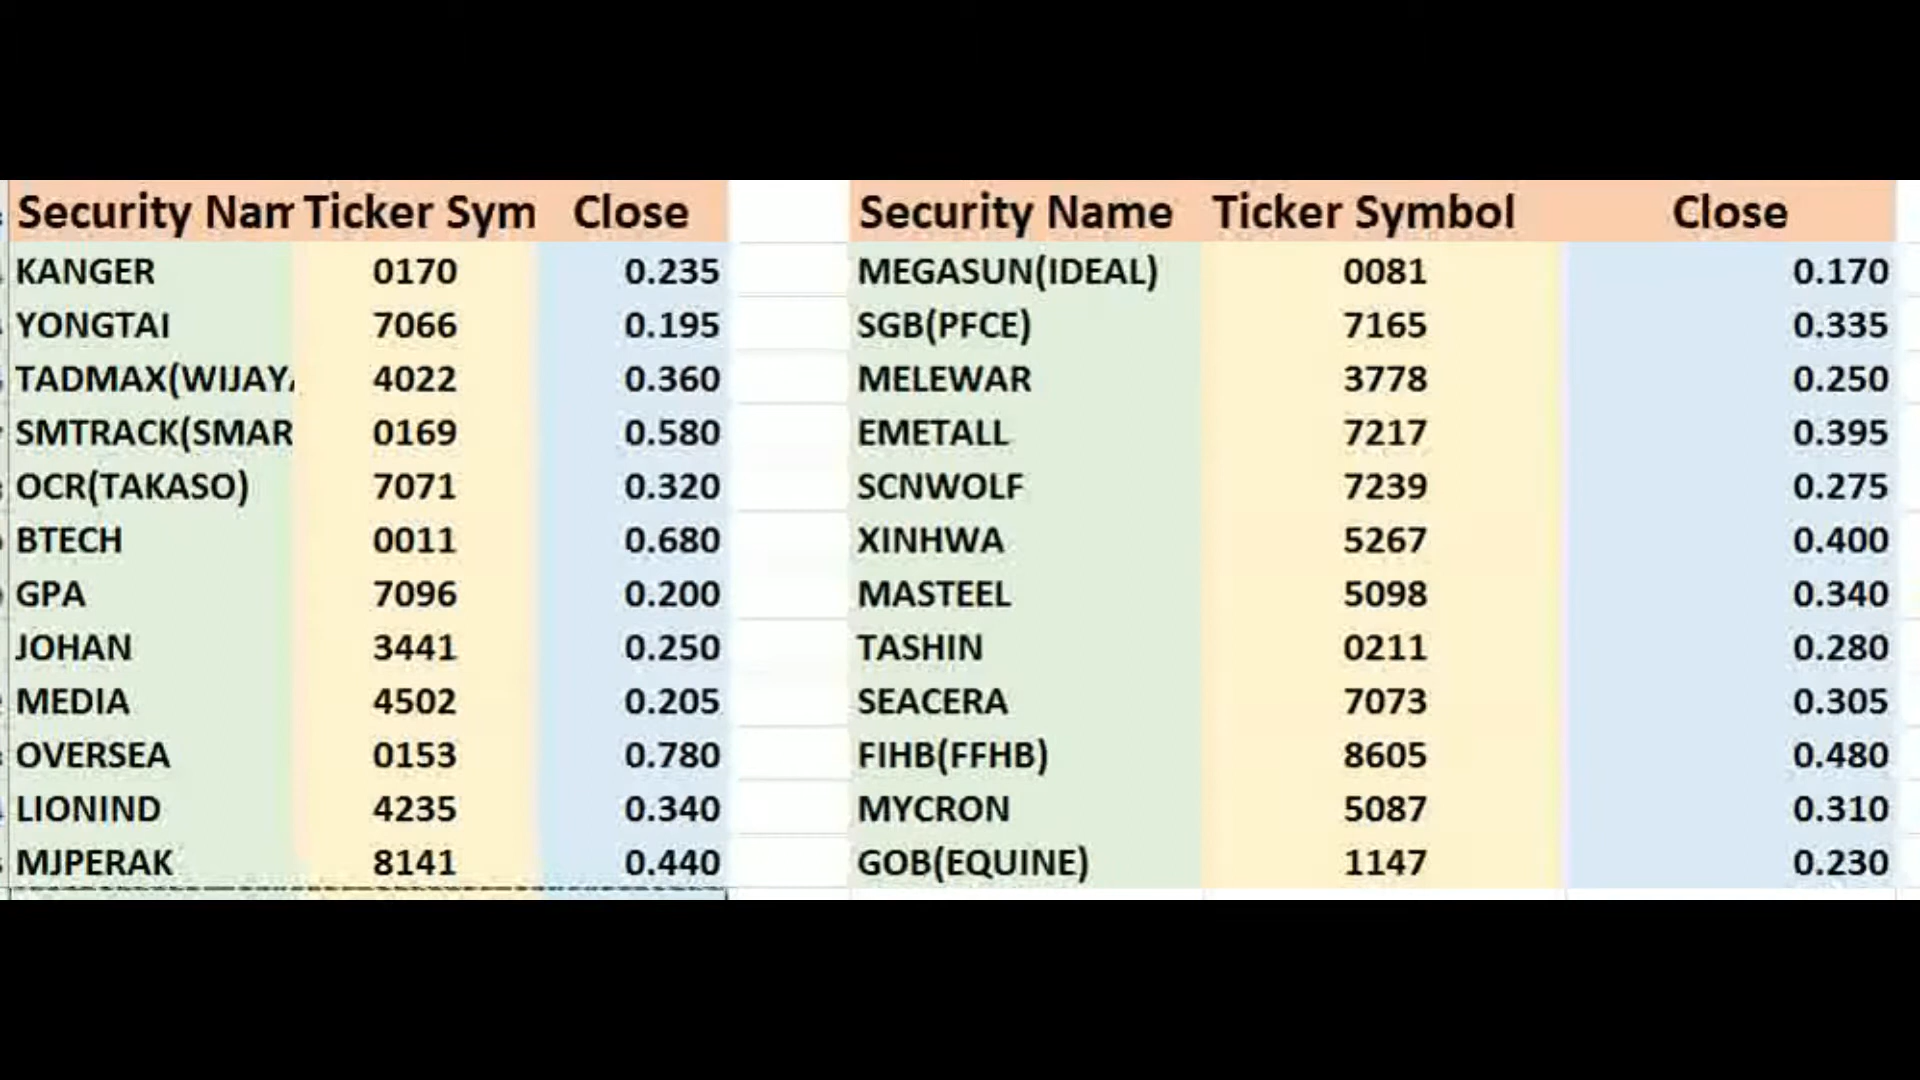 Security Nam Ticker Sym Close
KANGER 0170 0.235
YONGTAI 7066 0.195
TADMAX(WIJAYA 4022 0.360
SMTRACK(SMAR 0169 0.580
OCR(TAKASO) 7071 0.320
BTECH 0011 0.680
GPA 7096 0.200
JOHAN 3441 0.250
MEDIA 4502 0.205
OVERSEA 0153 0.780
LIONIND 4235 0.340
MJPERAK 8141 0.440
Security Name Ticker Symbol Close
MEGASUN(IDEAL) 0081 0.170
SGB(PFCE) 7165 0.335
MELEWAR 3778 0.250
EMETALL 7217 0.395
SCNWOLF 7239 0.275
XINHWA 5267 0.400
MASTEEL 5098 0.340
TASHIN 0211 0.280
SEACERA 7073 0.305
FIHB(FFHB) 8605 0.480
MYCRON 5087 0.310
GOB(EQUINE) 1147 0.230